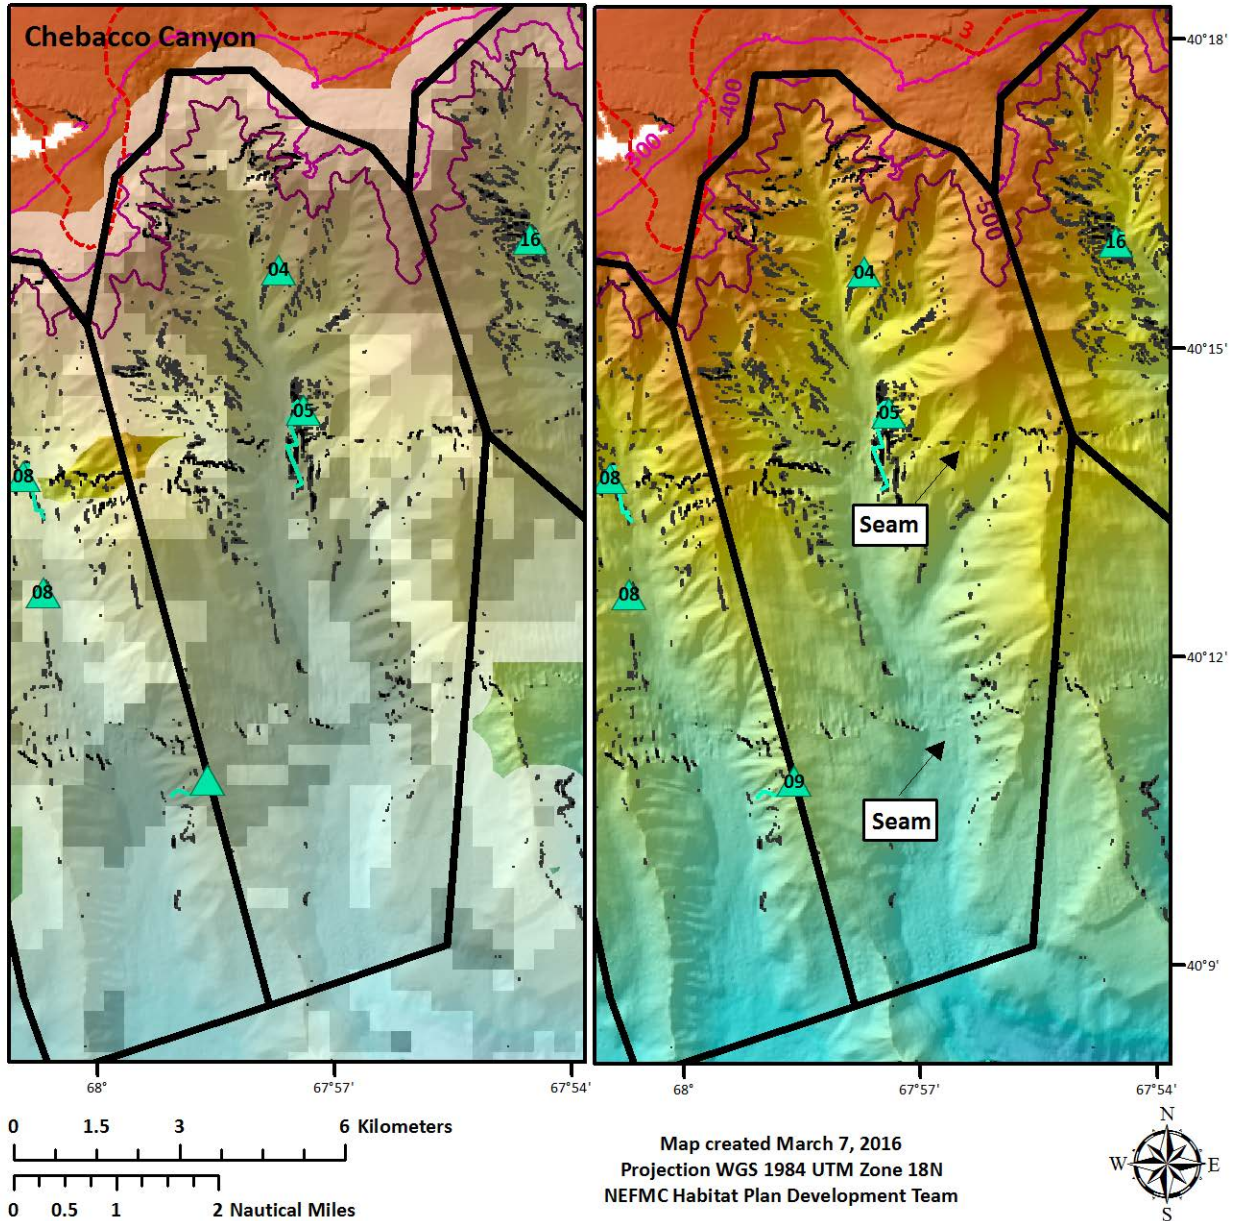 Chebacco Canyon
3
-400
-300
-500
40°18'
16
04
05
08
08
16
04
05
08
08
09
Seam
Seam
40°15'
40°12'
40°9'
68°
67°57'
67°54'
68°
67°57'
67°54'
0 1.5 3 6 Kilometers
0 0.5 1 2 Nautical Miles
Map created March 7, 2016
Projection WGS 1984 UTM Zone 18N
NEFMC Habitat Plan Development Team
N
W E
S